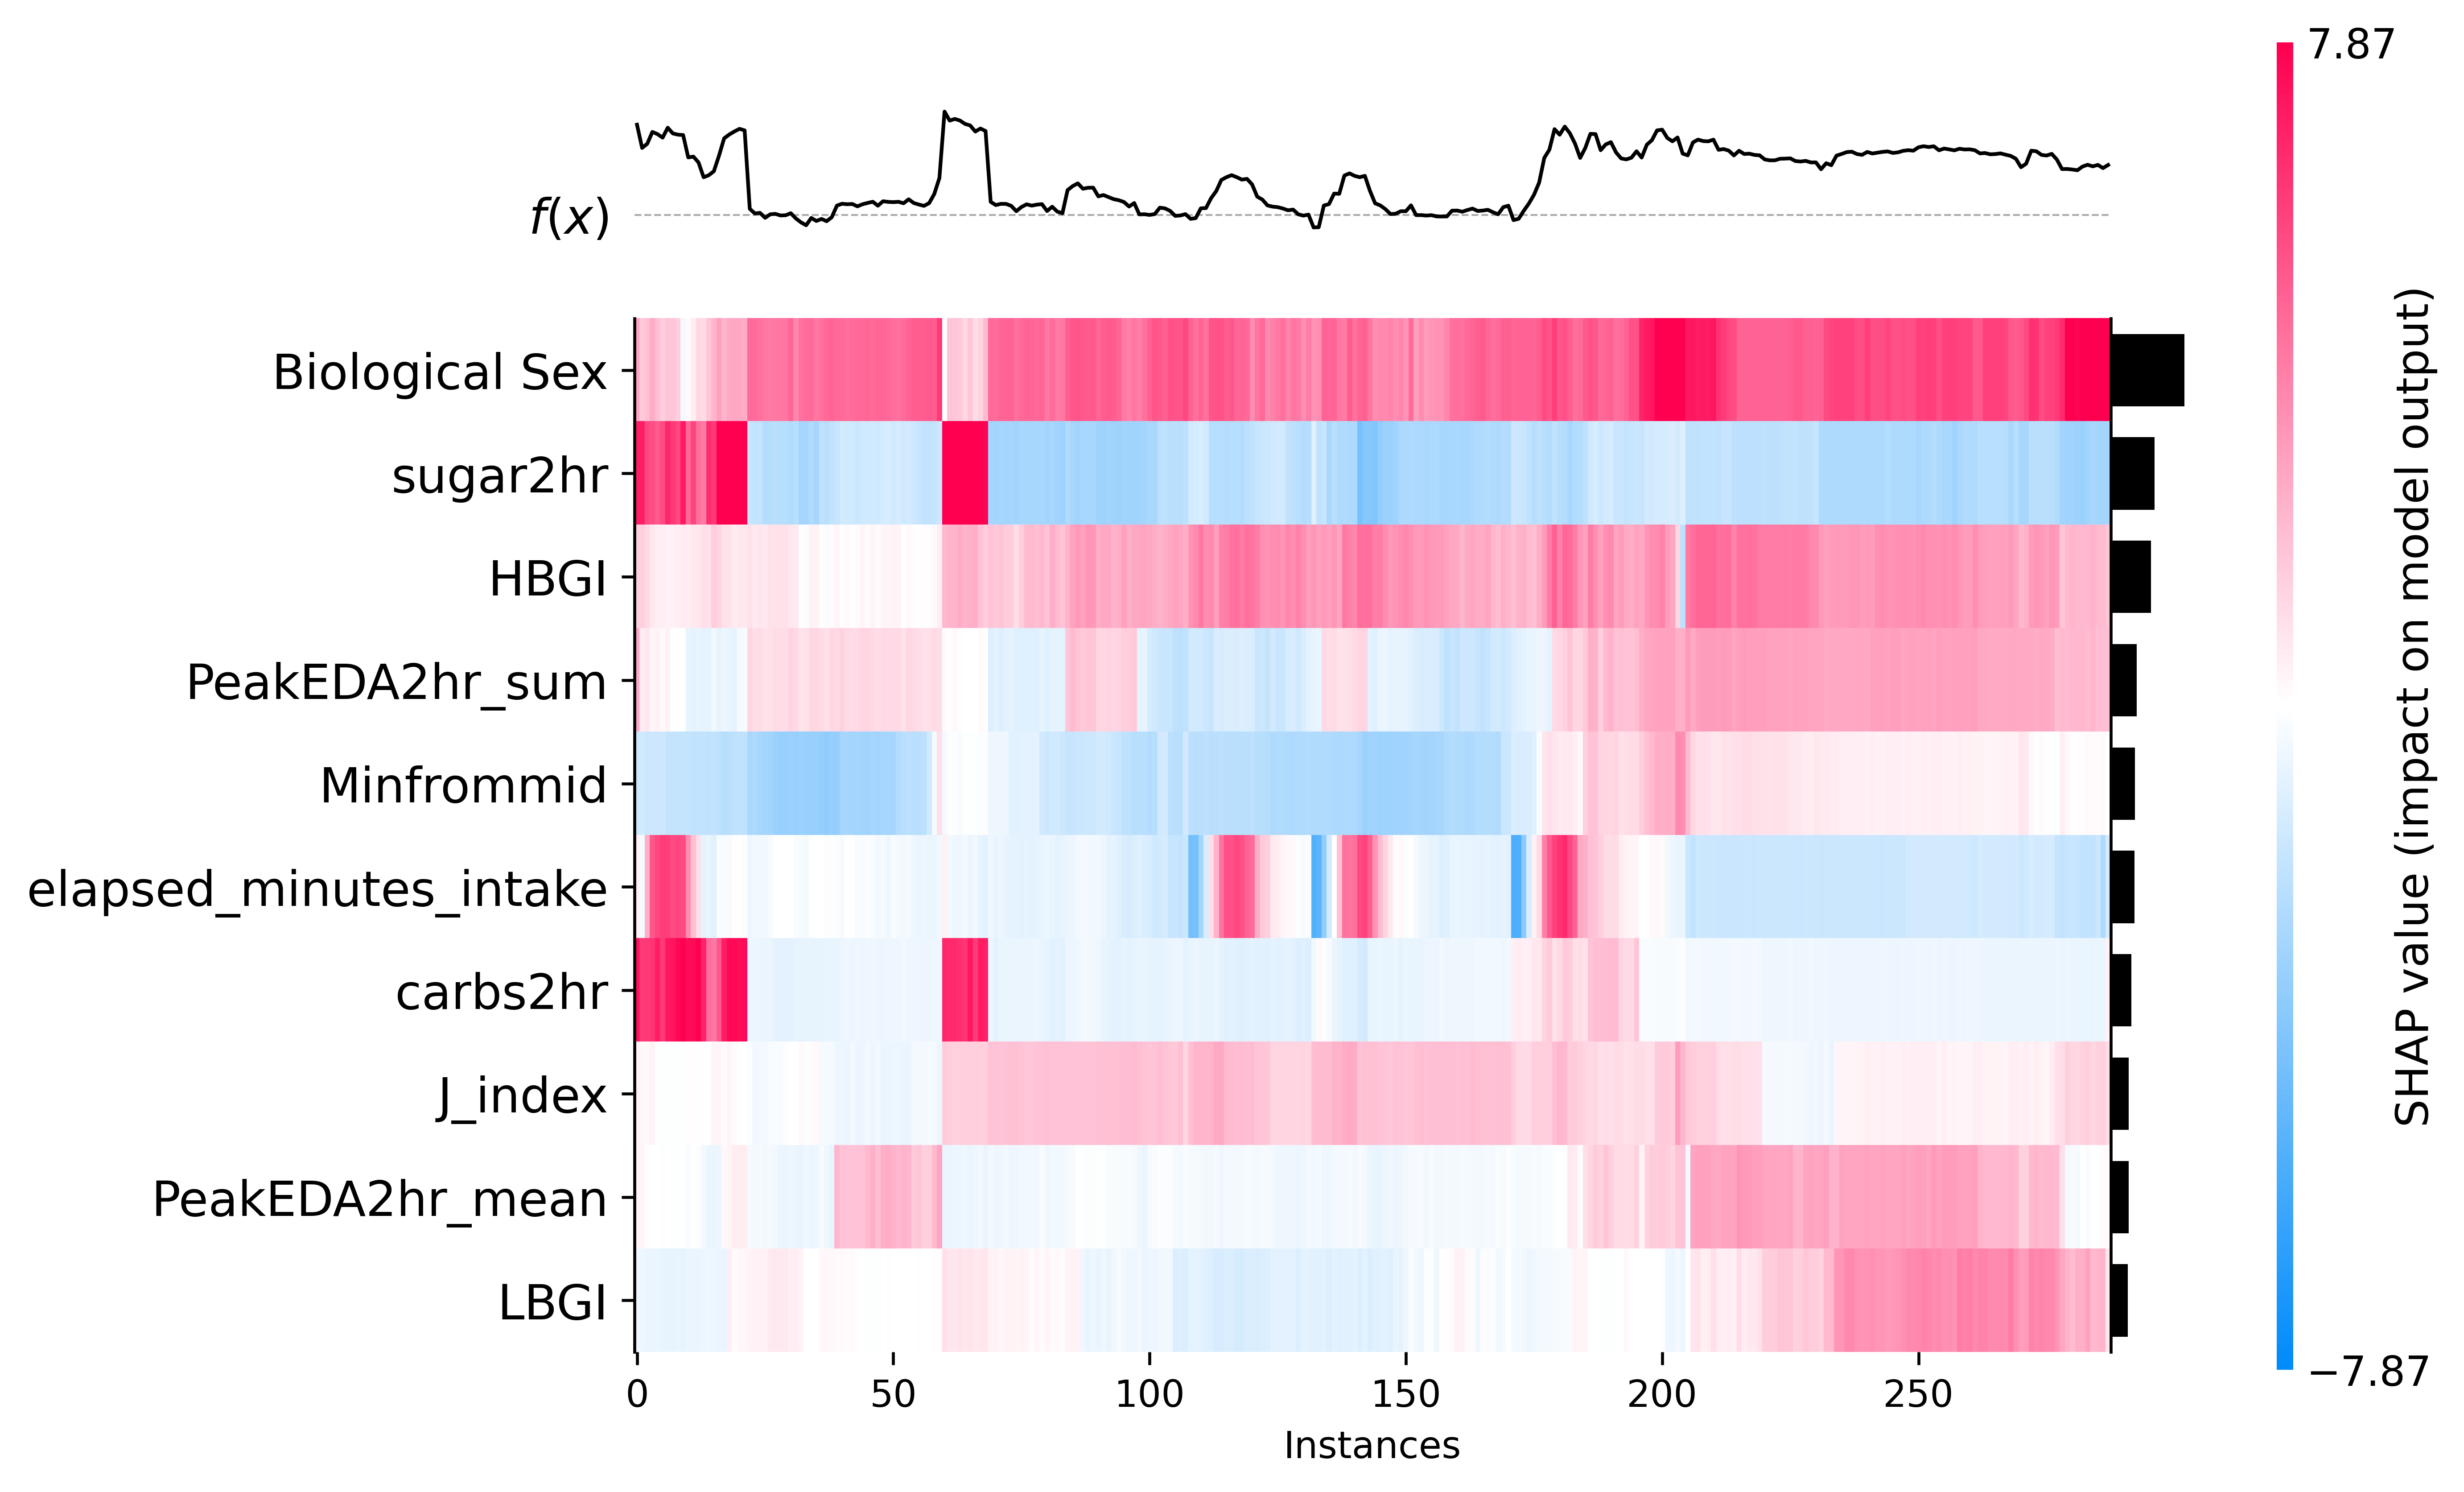 7.87
f(x)
Biological Sex
sugar2hr
HBGI
PeakEDA2hr_sum
Minfrommid
elapsed_minutes_intake
carbs2hr
J_index
PeakEDA2hr_mean
LBGI
0 50 100 150 200 250
Instances
SHAP value (impact on model output)
−7.87